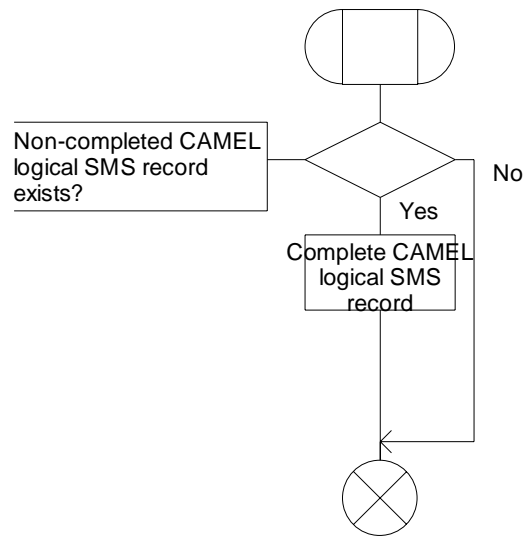 Non-completed CAMEL
logical SMS record
exists?
No
Yes
Complete CAMEL
logical SMS
record